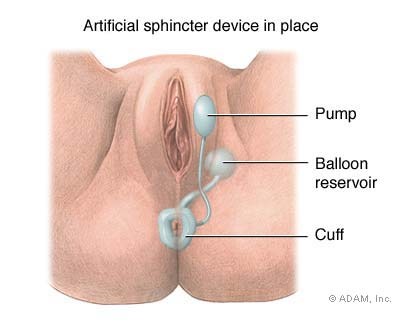 Artificial sphincter device in place
Pump
Balloon
reservoir
Cuff
© ADAM, Inc.